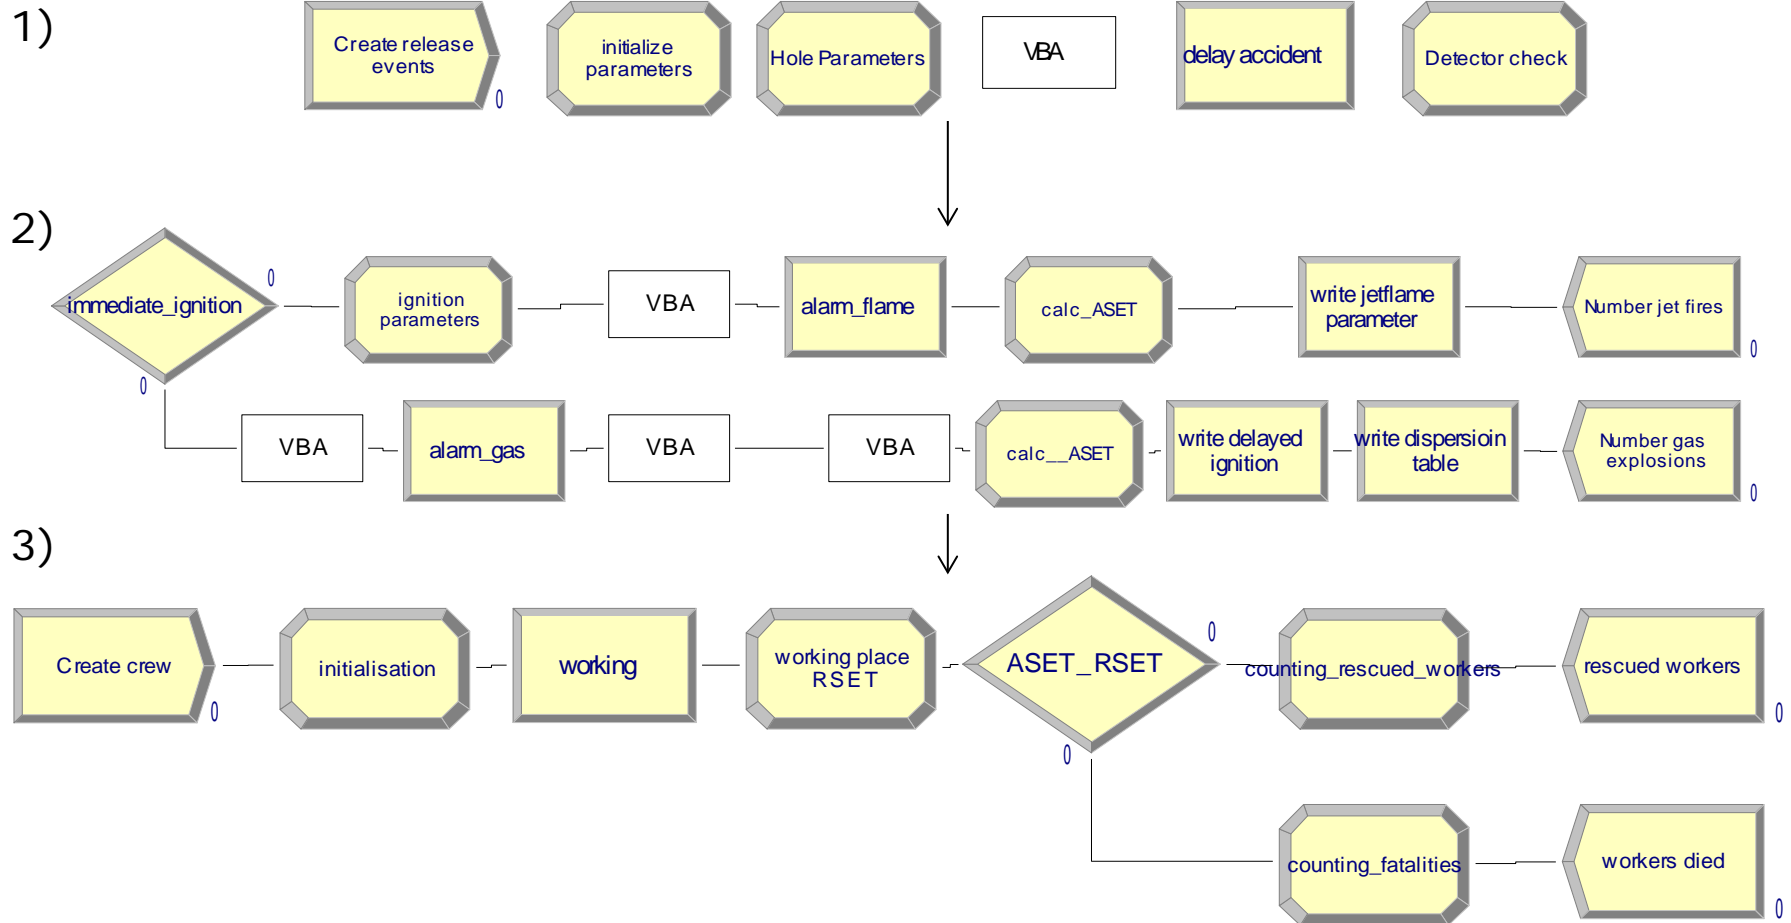 1)
Create release
events
0
initialize
parameters
Hole Parameters
VBA
delay accident
Detector check
2)
immediate_ignition
0
0
ignition
parameters
VBA
alarm_flame
calc_ASET
write jetflame
parameter
Number jet fires
0
VBA
alarm_gas
VBA
VBA
calc__ASET
write delayed
ignition
write dispersioin
table
Number gas
explosions
0
3)
Create crew
0
initialisation
working
working place
RSET
ASET_RSET
0
0
counting_rescued_workers
rescued workers
0
counting_fatalities
workers died
0